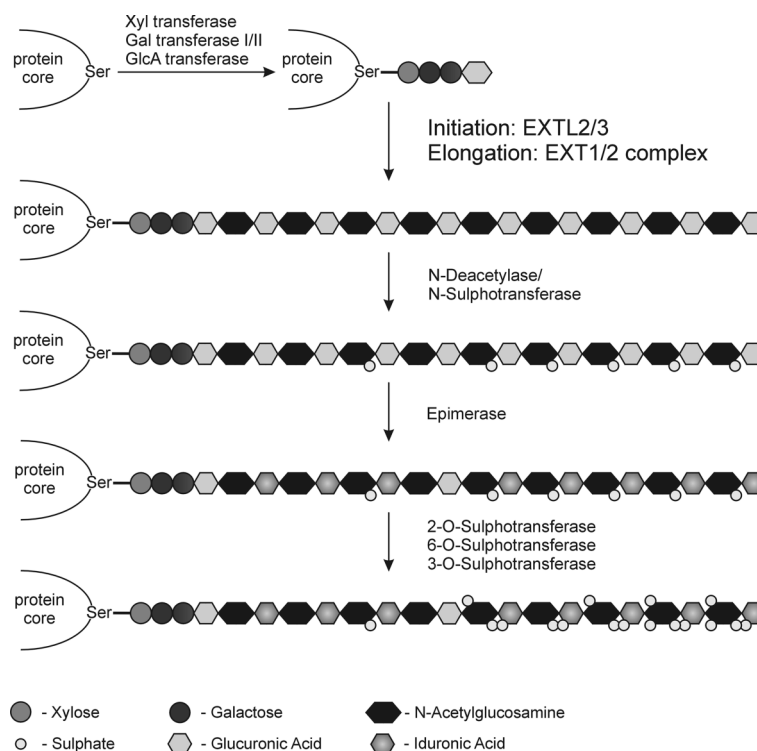 Xyl transferase
Gal transferase I/II
GlcA transferase
protein
core
Ser
protein
core
Ser
Initiation: EXTL2/3
Elongation: EXT1/2 complex
protein
core
Ser
N-Deacetylase/
N-Sulphotransferase
protein
core
Ser
Epimerase
protein
core
Ser
2-O-Sulphotransferase
6-O-Sulphotransferase
3-O-Sulphotransferase
protein
core
Ser
- Xylose
- Galactose
- N-Acetylglucosamine
- Sulphate
- Glucuronic Acid
- Iduronic Acid